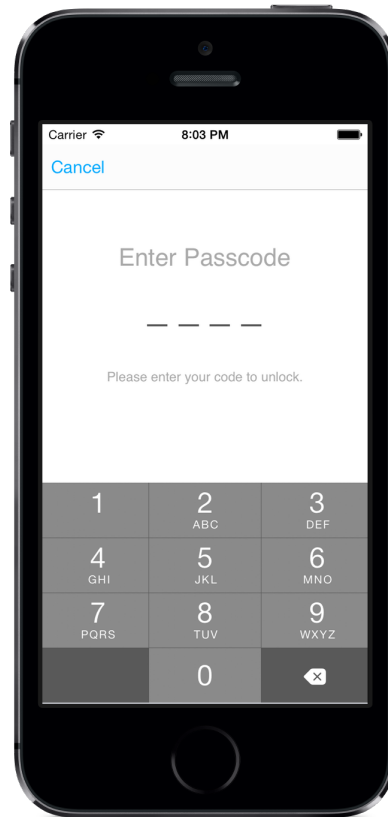 Carrier 8:03 PM
Cancel
Enter Passcode
Please enter your code to unlock.
1 2 3
ABC DEF
4 5 6
GHI JKL MNO
7 8 9
PQRS TUV WXYZ
0